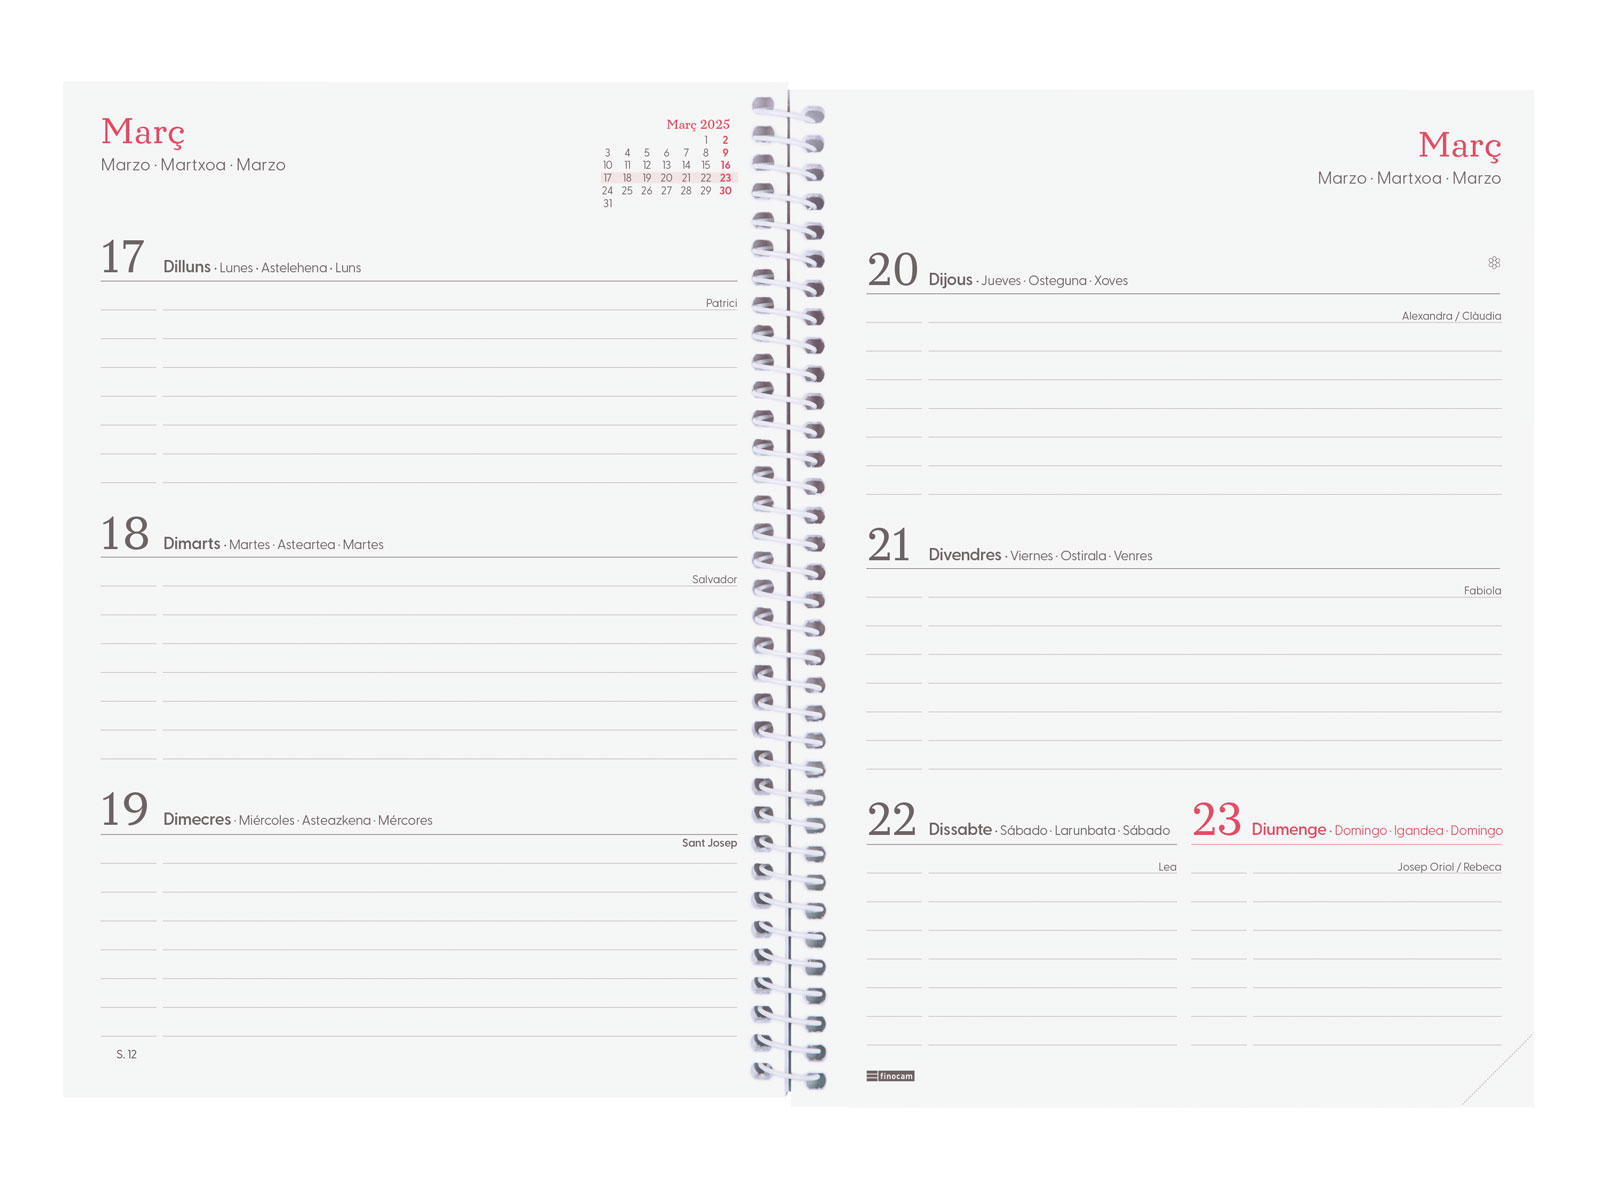 Març
Marzo · Martxoa · Marzo
Març 2025
1 2
3 4 5 6 7 8 9
10 11 12 13 14 15 16
17 18 19 20 21 22 23
24 25 26 27 28 29 30
31
17 Dilluns · Lunes · Astelehena · Luns
Patrici
18 Dimarts · Martes · Asteartea · Martes
Salvador
19 Dimecres · Miércoles · Asteazkena · Mércores
Sant Josep
S. 12
Març
Marzo · Martxoa · Marzo
20 Dijous · Jueves · Osteguna · Xoves
Alexandra / Clàudia
21 Divendres · Viernes · Ostirala · Venres
Fabiola
22 Dissabte · Sábado · Larunbata · Sábado
Lea
23 Diumenge · Domingo · Igandea · Domingo
Josep Oriol / Rebeca
finocam